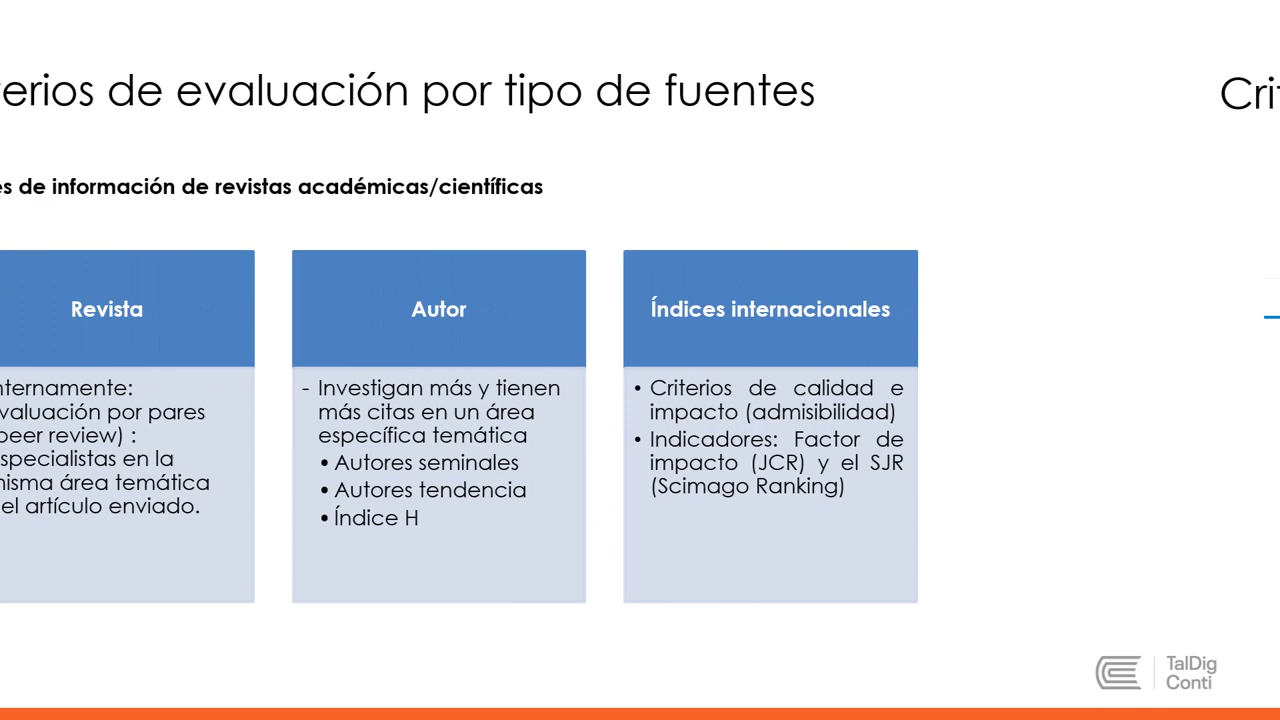 terios de evaluación por tipo de fuentes
Crit
es de información de revistas académicas/científicas
Revista
nternamente:
valuación por pares
peer review) :
specialistas en la
misma área temática
el artículo enviado.
Autor
- Investigan más y tienen
más citas en un área
específica temática
• Autores seminales
• Autores tendencia
• Índice H
Índices internacionales
• Criterios de calidad e
impacto (admisibilidad)
• Indicadores: Factor de
impacto (JCR) y el SJR
(Scimago Ranking)
TalDig
Conti